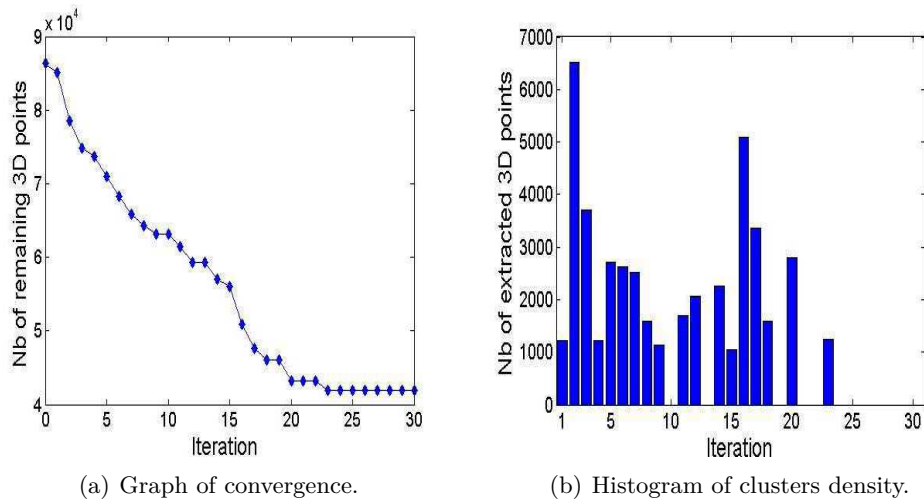 x 10⁴
9
8
7
6
5
4
0 5 10 15 20 25 30
Nb of remaining 3D points
Iteration
(a) Graph of convergence.
7000
6000
5000
4000
3000
2000
1000
0
1 5 10 15 20 25 30
Nb of extracted 3D points
Iteration
(b) Histogram of clusters density.